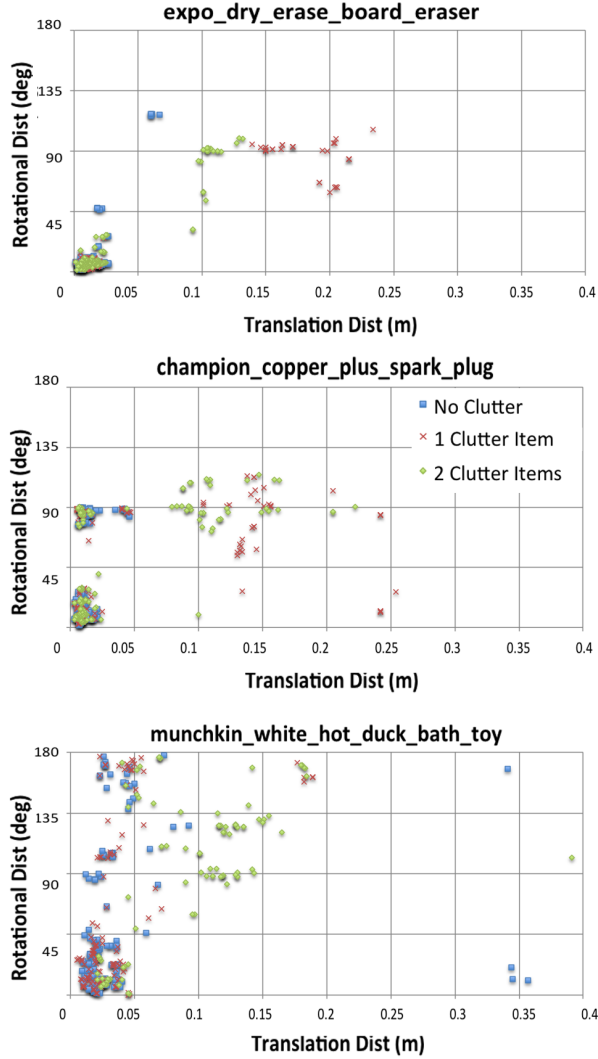 expo_dry_erase_board_eraser
180
135
90
45
Rotational Dist (deg)
0 0.05 0.1 0.15 0.2 0.25 0.3 0.35 0.4
Translation Dist (m)
champion_copper_plus_spark_plug
180
135
90
45
Rotational Dist (deg)
No Clutter
1 Clutter Item
2 Clutter Items
0 0.05 0.1 0.15 0.2 0.25 0.3 0.35 0.4
Translation Dist (m)
munchkin_white_hot_duck_bath_toy
180
135
90
45
Rotational Dist (deg)
0 0.05 0.1 0.15 0.2 0.25 0.3 0.35 0.4
Translation Dist (m)